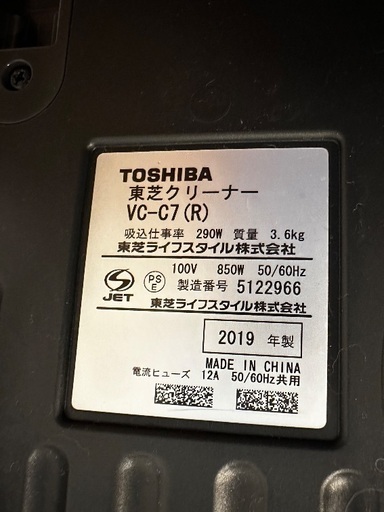 TOSHIBA
東芝クリーナー
VC-C7(R)
吸込仕事率 290W 質量 3.6kg
東芝ライフスタイル株式会社
100V 850W 50/60Hz
JET PS E 製造番号 5122966
東芝ライフスタイル株式会社
2019 年製
MADE IN CHINA
電流ヒューズ 12A 50/60Hz共用